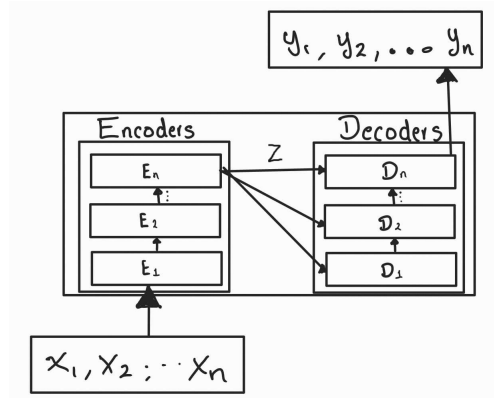 y₁, y₂, ... yₙ
Encoders
Decoders
Z
Eₙ
Dₙ
E₂
D₂
E₁
D₁
x₁, x₂, ... xₙ